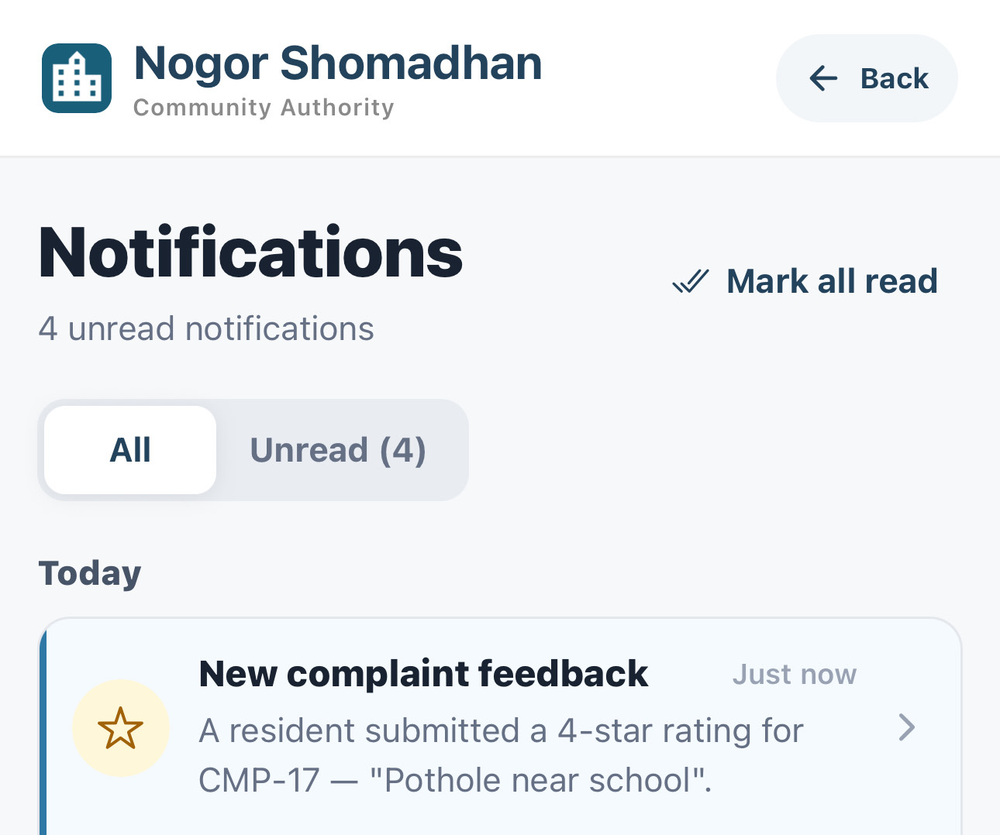 Nogor Shomadhan
Community Authority
Back
Notifications
4 unread notifications
Mark all read
All
Unread (4)
Today
New complaint feedback
Just now
A resident submitted a 4-star rating for
CMP-17 — "Pothole near school".